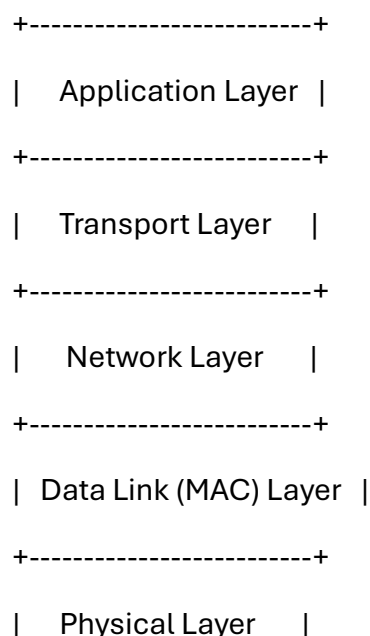 +--------------------------+
| Application Layer |
+--------------------------+
| Transport Layer |
+--------------------------+
| Network Layer |
+--------------------------+
| Data Link (MAC) Layer |
+--------------------------+
| Physical Layer |